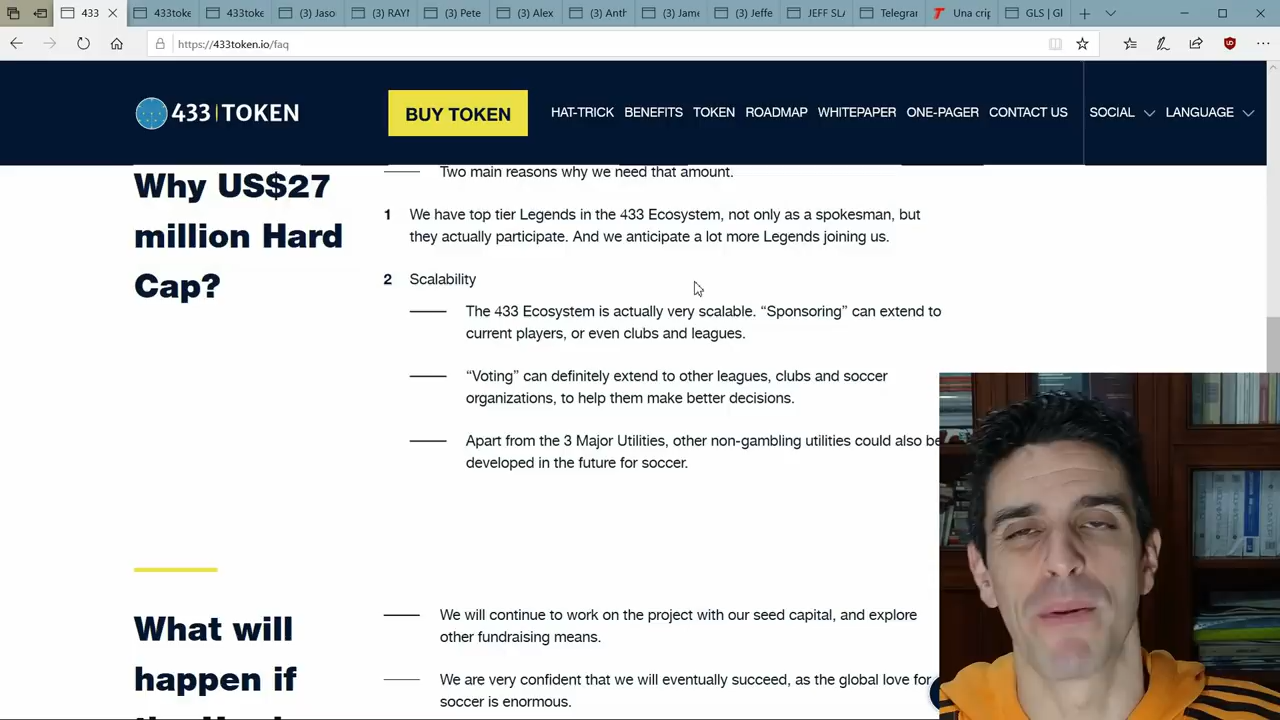 433
433toke
433toke
(3) Jaso
(3) RAYN
(3) Pete
(3) Alex
(3) Anth
(3) Jame
(3) Jeffe
JEFF SLA
Telegrar
Una crip
GLS | Gl
https://433token.io/faq
433 | TOKEN
BUY TOKEN
HAT-TRICK
BENEFITS
TOKEN
ROADMAP
WHITEPAPER
ONE-PAGER
CONTACT US
SOCIAL
LANGUAGE
Why US$27
million Hard
Cap?
Two main reasons why we need that amount.
1 We have top tier Legends in the 433 Ecosystem, not only as a spokesman, but
they actually participate. And we anticipate a lot more Legends joining us.
2 Scalability
The 433 Ecosystem is actually very scalable. “Sponsoring” can extend to
current players, or even clubs and leagues.
“Voting” can definitely extend to other leagues, clubs and soccer
organizations, to help them make better decisions.
Apart from the 3 Major Utilities, other non-gambling utilities could also be
developed in the future for soccer.
What will
happen if
We will continue to work on the project with our seed capital, and explore
other fundraising means.
We are very confident that we will eventually succeed, as the global love for
soccer is enormous.